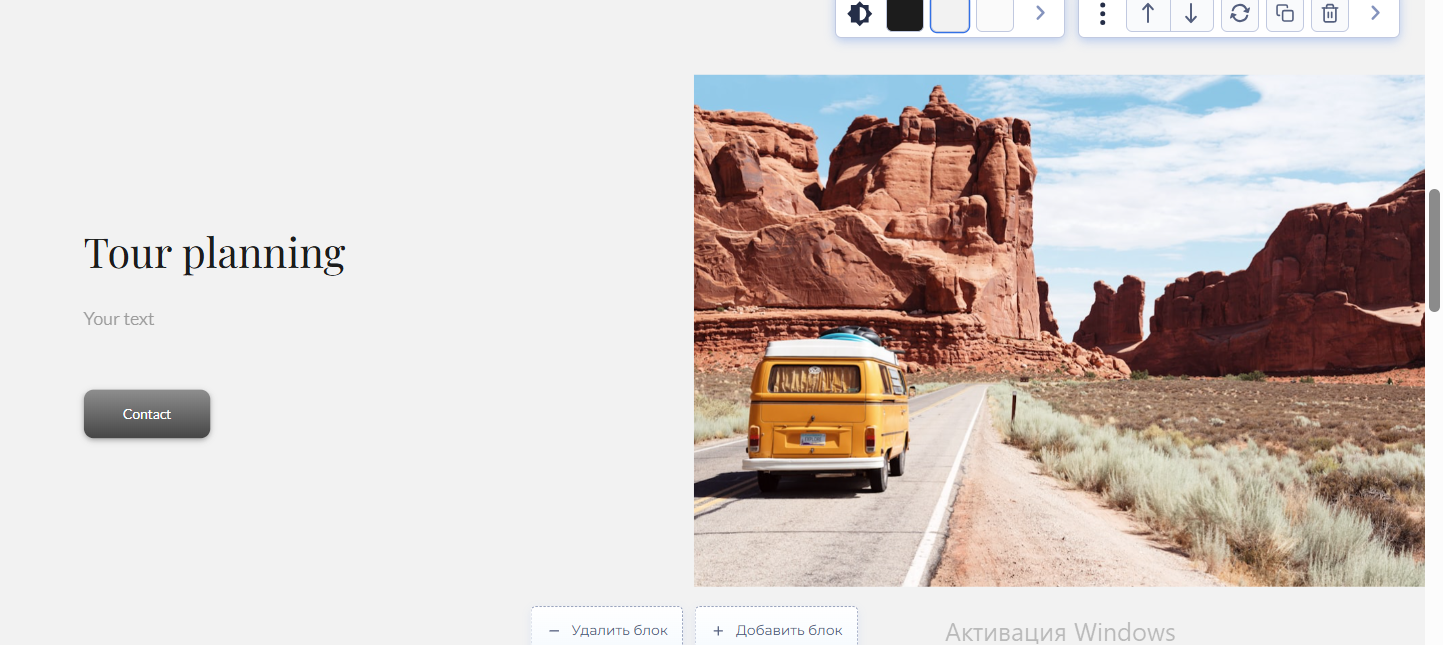 Tour planning
Your text
Contact
Удалить блок
Добавить блок
Активация Windows